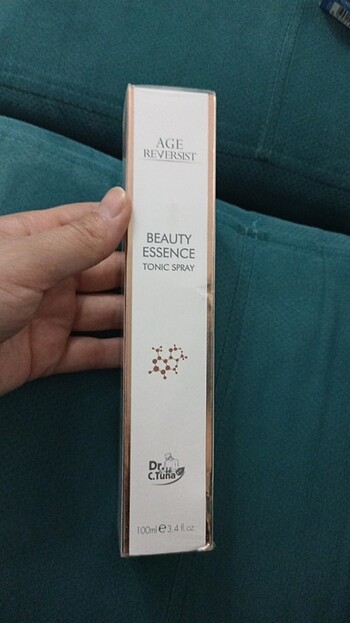 AGE
REVERSIST
BEAUTY
ESSENCE
TONIC SPRAY
Dr.
C.Tuna
100ml e 3.4 fl.oz